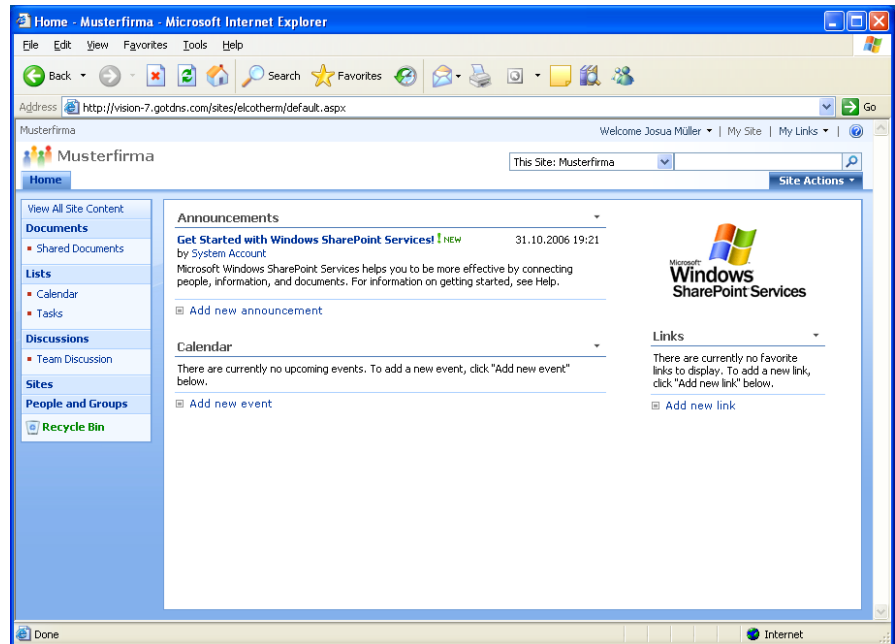 Home - Musterfirma - Microsoft Internet Explorer
File Edit View Favorites Tools Help
Back Search Favorites
Address http://vision-7.gotdns.com/sites/elcotherm/default.aspx Go
Musterfirma Welcome Josua Müller | My Site | My Links |
Musterfirma
This Site: Musterfirma
Home Site Actions
View All Site Content
Documents
Shared Documents
Lists
Calendar
Tasks
Discussions
Team Discussion
Sites
People and Groups
Recycle Bin
Announcements
Get Started with Windows SharePoint Services! NEW 31.10.2006 19:21
by System Account
Microsoft Windows SharePoint Services helps you to be more effective by connecting
people, information, and documents. For information on getting started, see Help.
Add new announcement
Calendar
There are currently no upcoming events. To add a new event, click "Add new event"
below.
Add new event
Microsoft
Windows
SharePoint Services
Links
There are currently no favorite
links to display. To add a new link,
click "Add new link" below.
Add new link
Done Internet